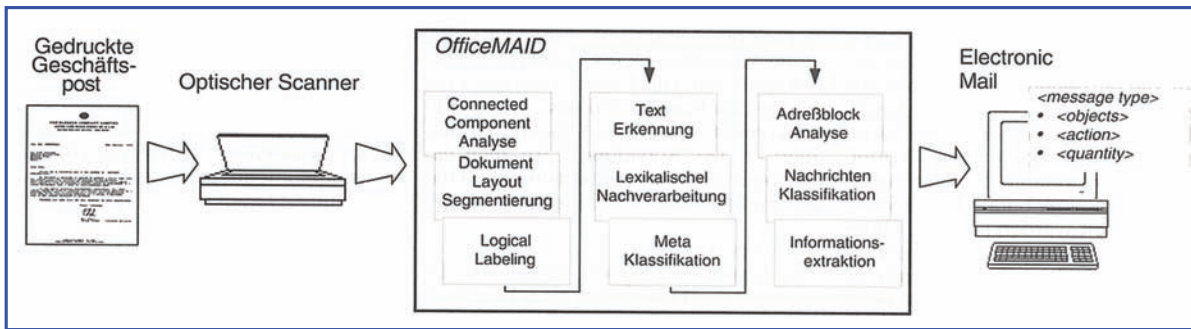 Gedruckte
Geschäfts-
post
Optischer Scanner
OfficeMAID
Connected
Component
Analyse
Dokument
Layout
Segmentierung
Logical
Labeling
Text
Erkennung
Lexikalischel
Nachverarbeitung
Meta
Klassifikation
Adreßblock
Analyse
Nachrichten
Klassifikation
Informations-
extraktion
Electronic
Mail
<message type>
• <objects>
• <action>
• <quantity>